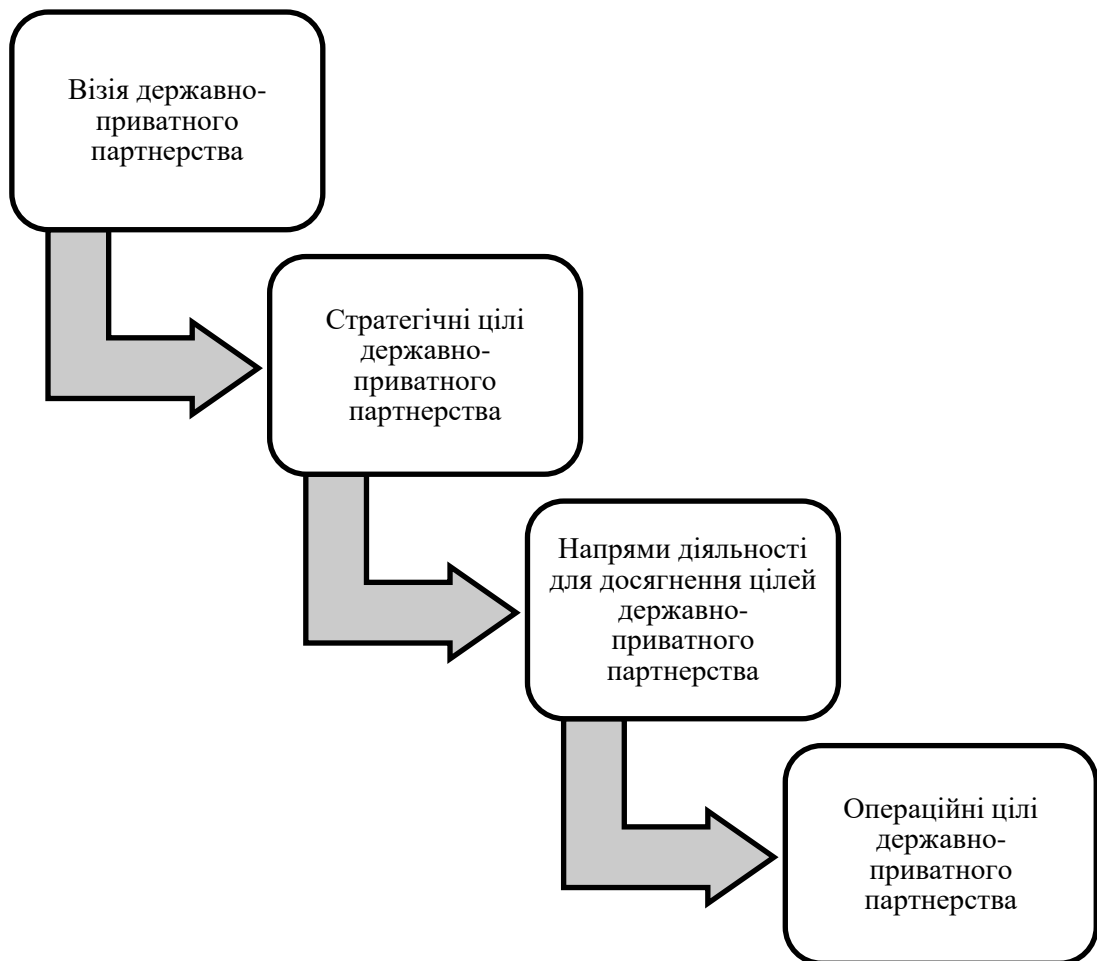 Візія державно-
приватного
партнерства
Стратегічні цілі
державно-
приватного
партнерства
Напрями діяльності
для досягнення цілей
державно-
приватного
партнерства
Операційні цілі
державно-
приватного
партнерства